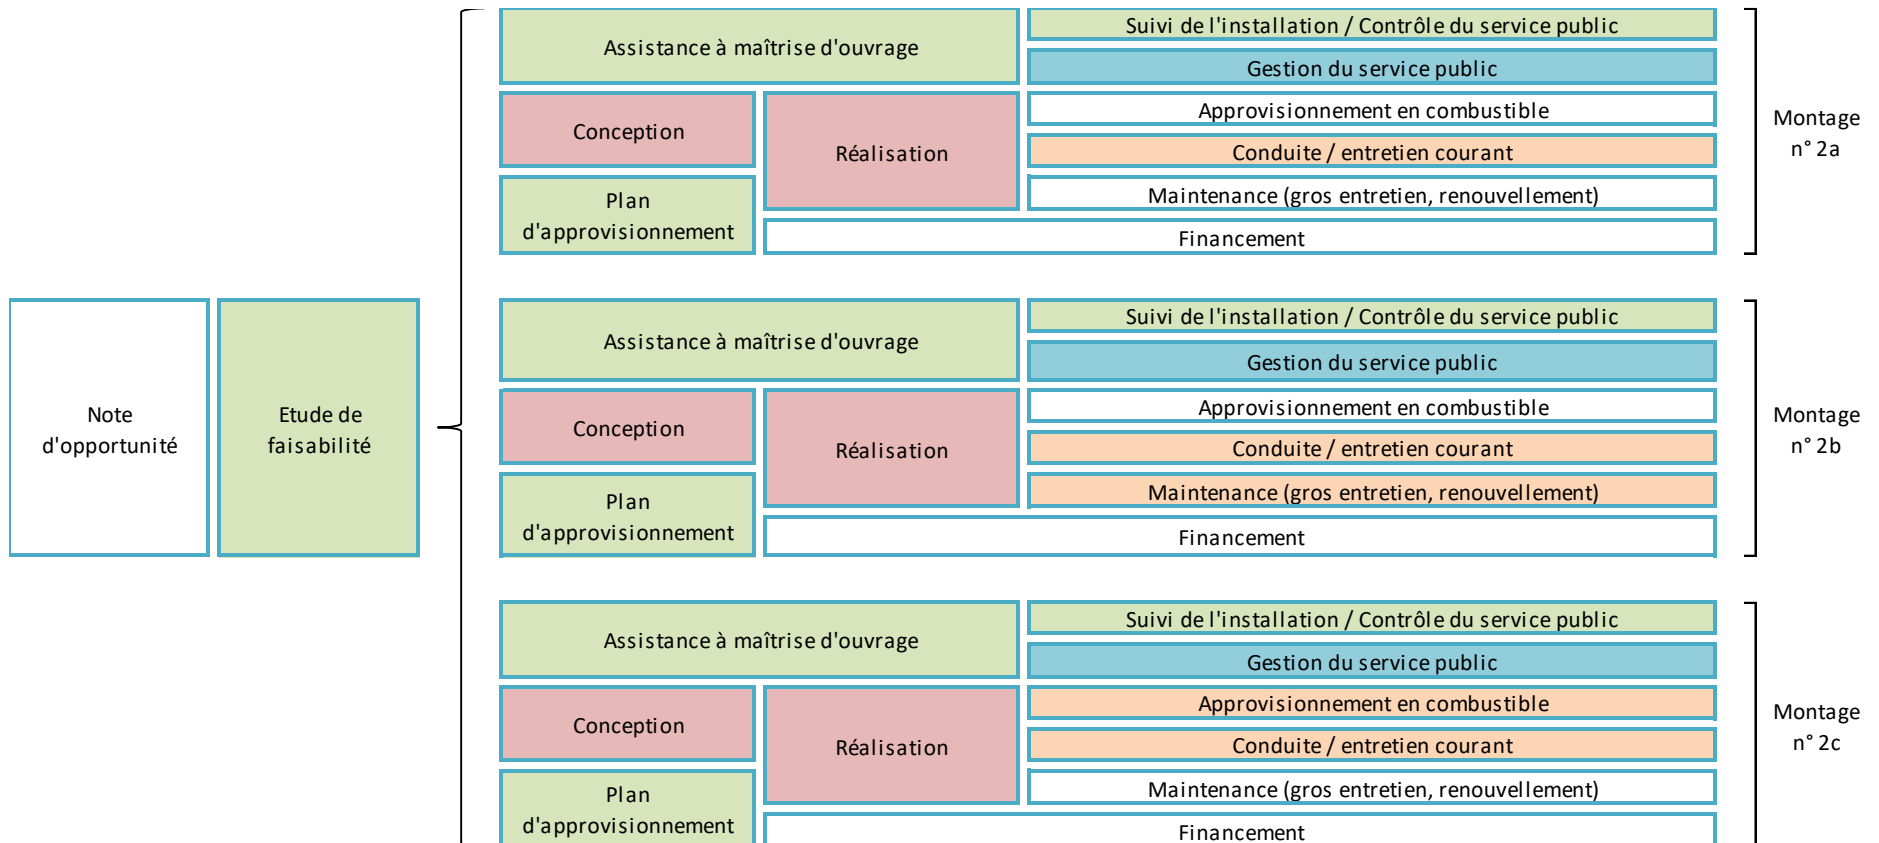 Note
d'opportunité
Etude de
faisabilité
Assistance à maîtrise d'ouvrage
Suivi de l'installation / Contrôle du service public
Gestion du service public
Conception
Réalisation
Approvisionnement en combustible
Conduite / entretien courant
Plan
d'approvisionnement
Maintenance (gros entretien, renouvellement)
Financement
Montage
n° 2a
Assistance à maîtrise d'ouvrage
Suivi de l'installation / Contrôle du service public
Gestion du service public
Conception
Réalisation
Approvisionnement en combustible
Conduite / entretien courant
Plan
d'approvisionnement
Maintenance (gros entretien, renouvellement)
Financement
Montage
n° 2b
Assistance à maîtrise d'ouvrage
Suivi de l'installation / Contrôle du service public
Gestion du service public
Conception
Réalisation
Approvisionnement en combustible
Conduite / entretien courant
Plan
d'approvisionnement
Maintenance (gros entretien, renouvellement)
Financement
Montage
n° 2c